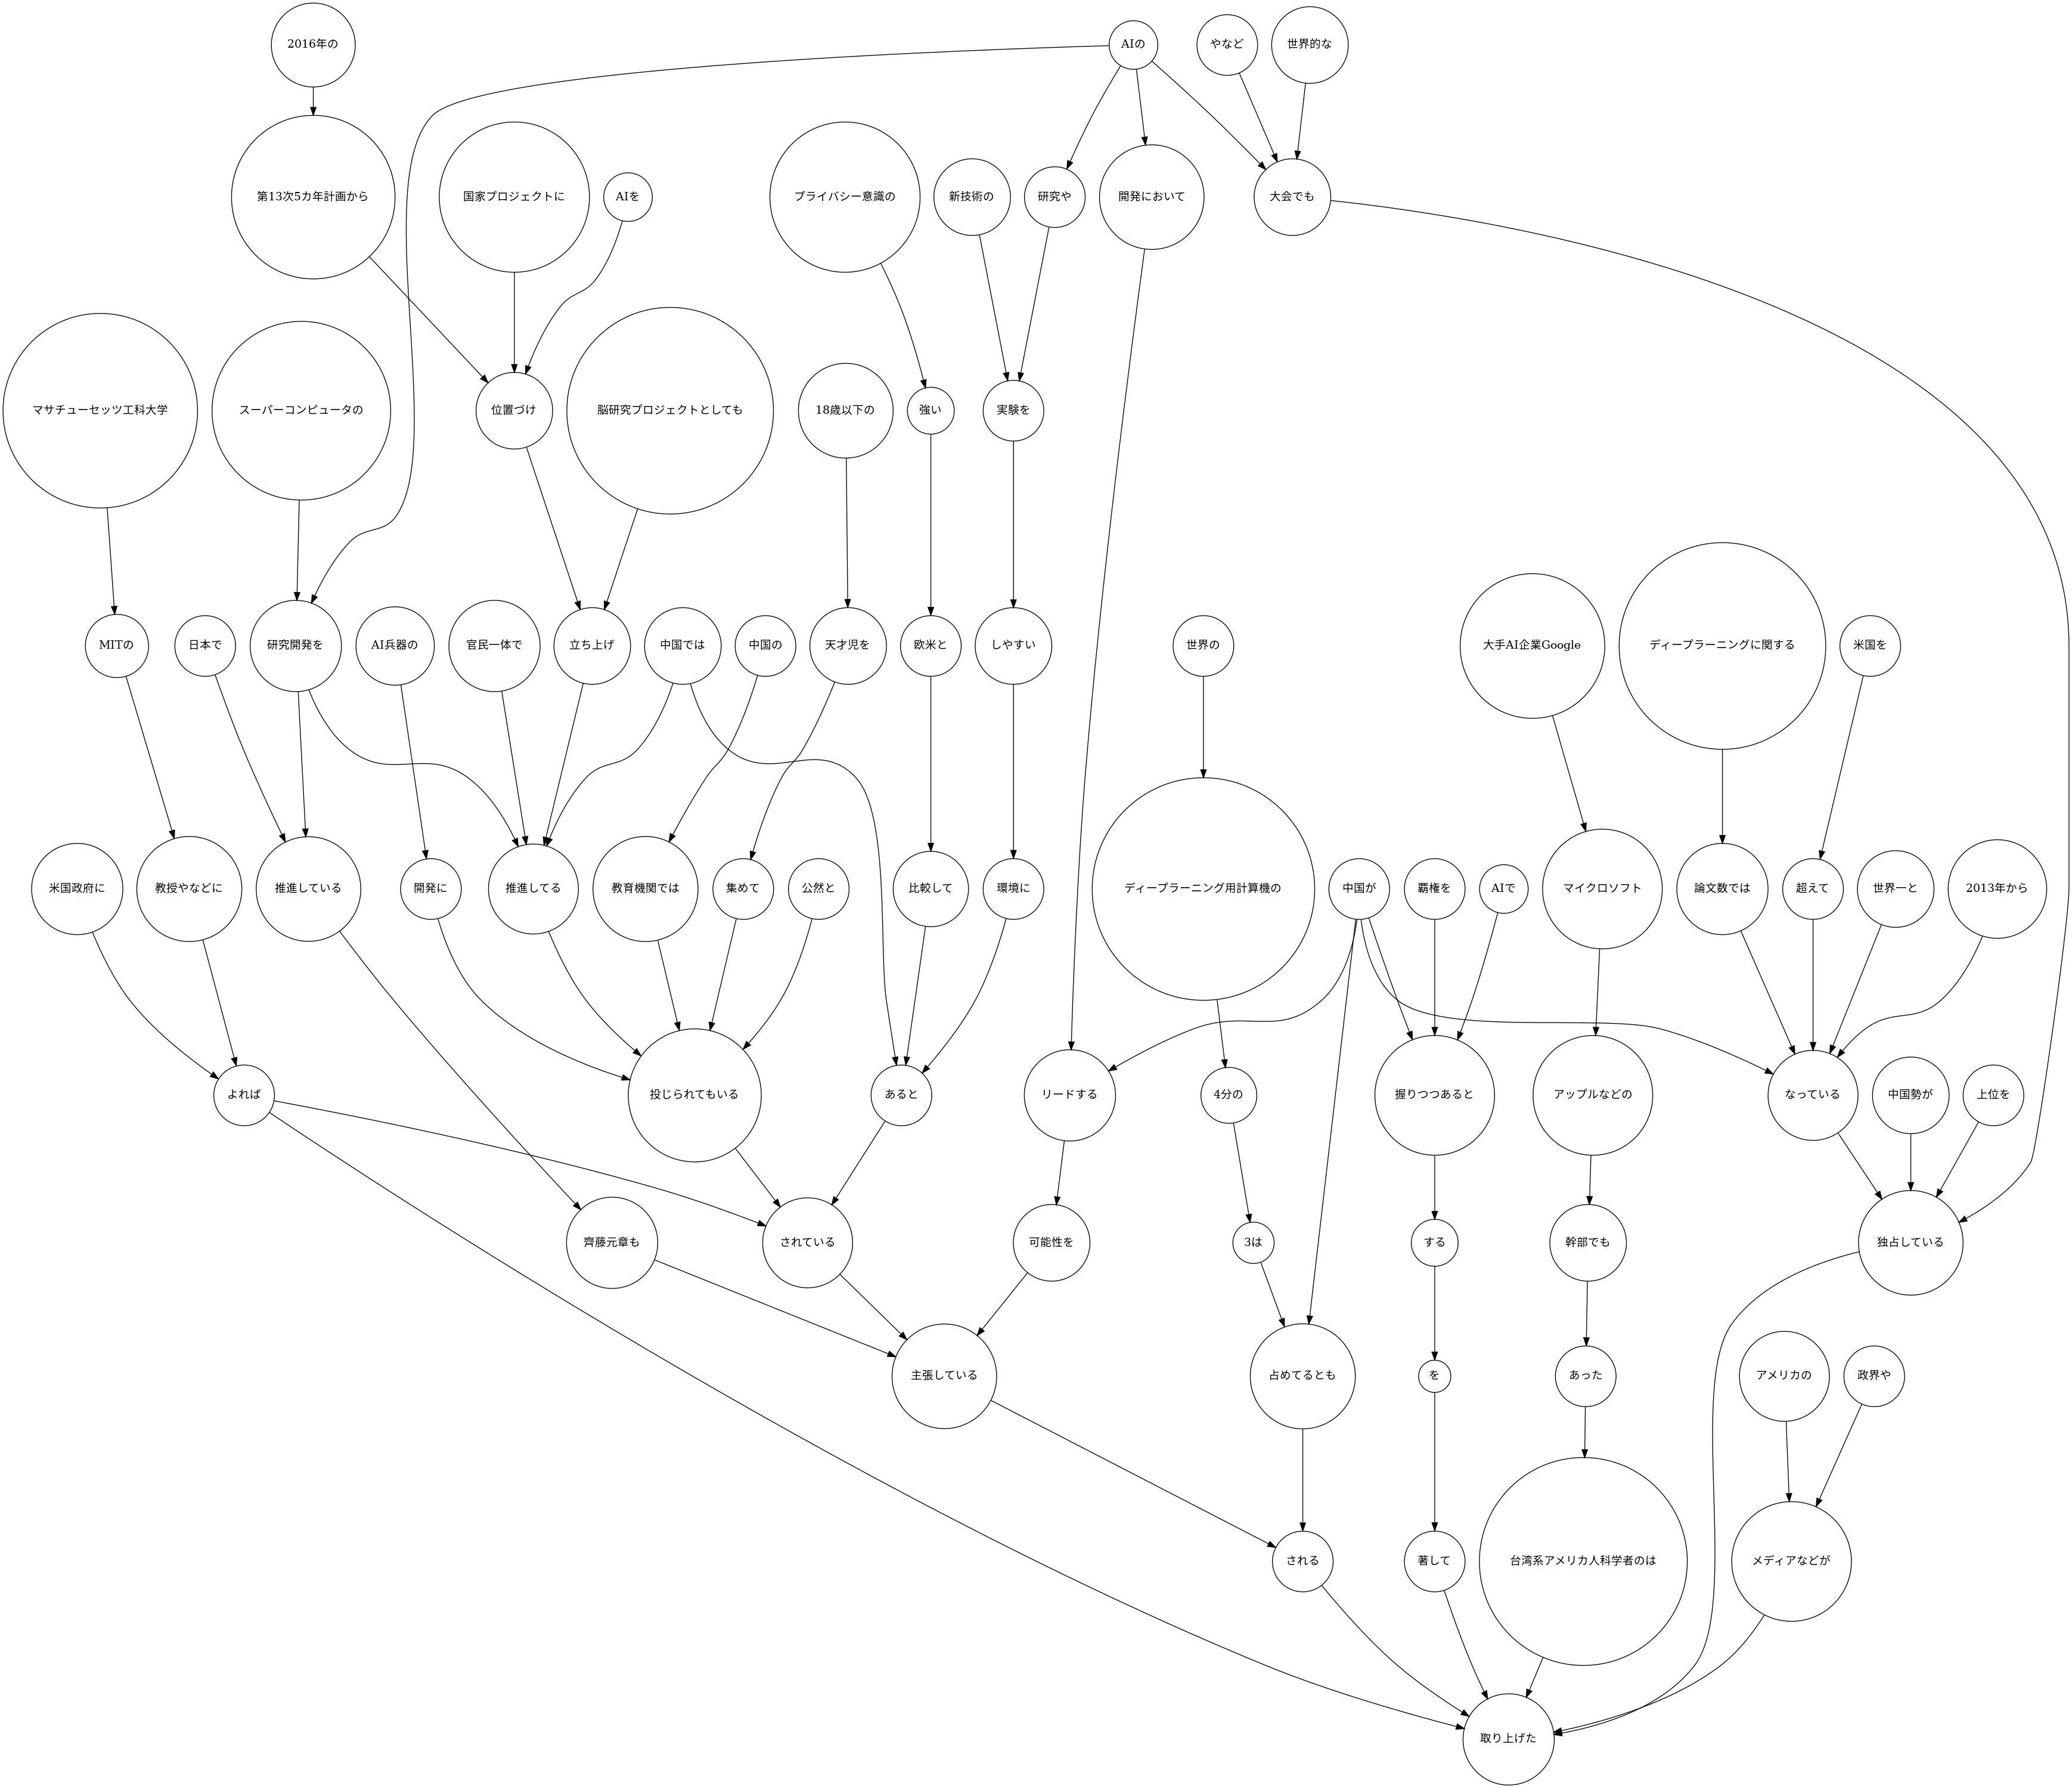 2016年の
AIの
やなど
世界的な
第13次5カ年計画から
国家プロジェクトに
AIを
プライバシー意識の
新技術の
研究や
開発において
大会でも
マサチューセッツ工科大学
スーパーコンピュータの
位置づけ
脳研究プロジェクトとしても
18歳以下の
強い
実験を
MITの
日本で
研究開発を
AI兵器の
官民一体で
立ち上げ
中国では
中国の
天才児を
欧米と
しやすい
世界の
大手AI企業Google
ディープラーニングに関する
米国を
米国政府に
教授やなどに
推進している
開発に
推進してる
教育機関では
集めて
公然と
比較して
環境に
ディープラーニング用計算機の
中国が
覇権を
AIで
マイクロソフト
論文数では
超えて
世界一と
2013年から
よれば
投じられてもいる
あると
リードする
4分の
握りつつあると
アップルなどの
なっている
中国勢が
上位を
齊藤元章も
されている
可能性を
3は
する
幹部でも
独占している
主張している
占めてるとも
を
あった
アメリカの
政界や
される
著して
台湾系アメリカ人科学者のは
メディアなどが
取り上げた